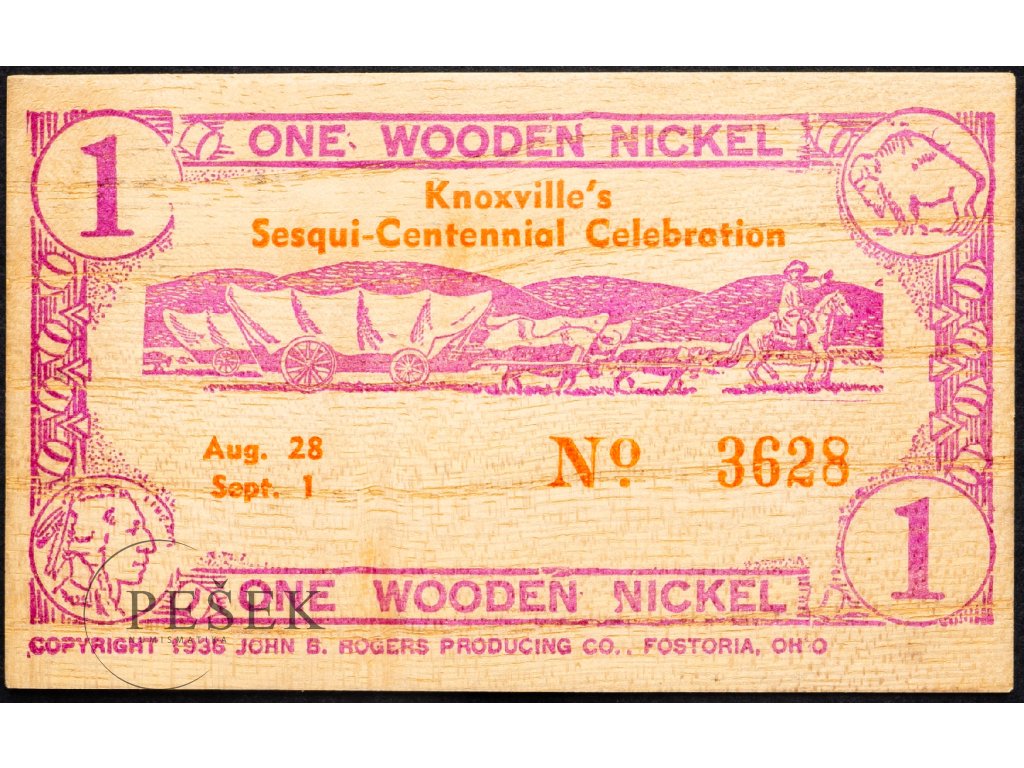 1
ONE WOODEN NICKEL
Knoxville's
Sesqui-Centennial Celebration
Aug. 28
Sept. 1
No. 3628
1
ONE WOODEN NICKEL
PEŠEK
NUMISMATIKA
COPYRIGHT 1936 JOHN B. ROGERS PRODUCING CO., FOSTORIA, OHIO